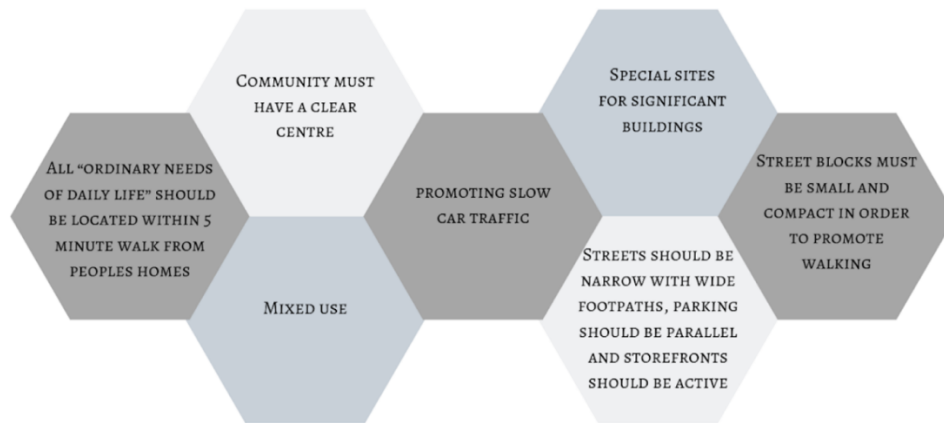 All "ordinary needs
of daily life" should
be located within 5
minute walk from
peoples homes
Community must
have a clear
centre
Mixed use
promoting slow
car traffic
Special sites
for significant
buildings
Streets should be
narrow with wide
footpaths, parking
should be parallel
and storefronts
should be active
Street blocks must
be small and
compact in order
to promote
walking